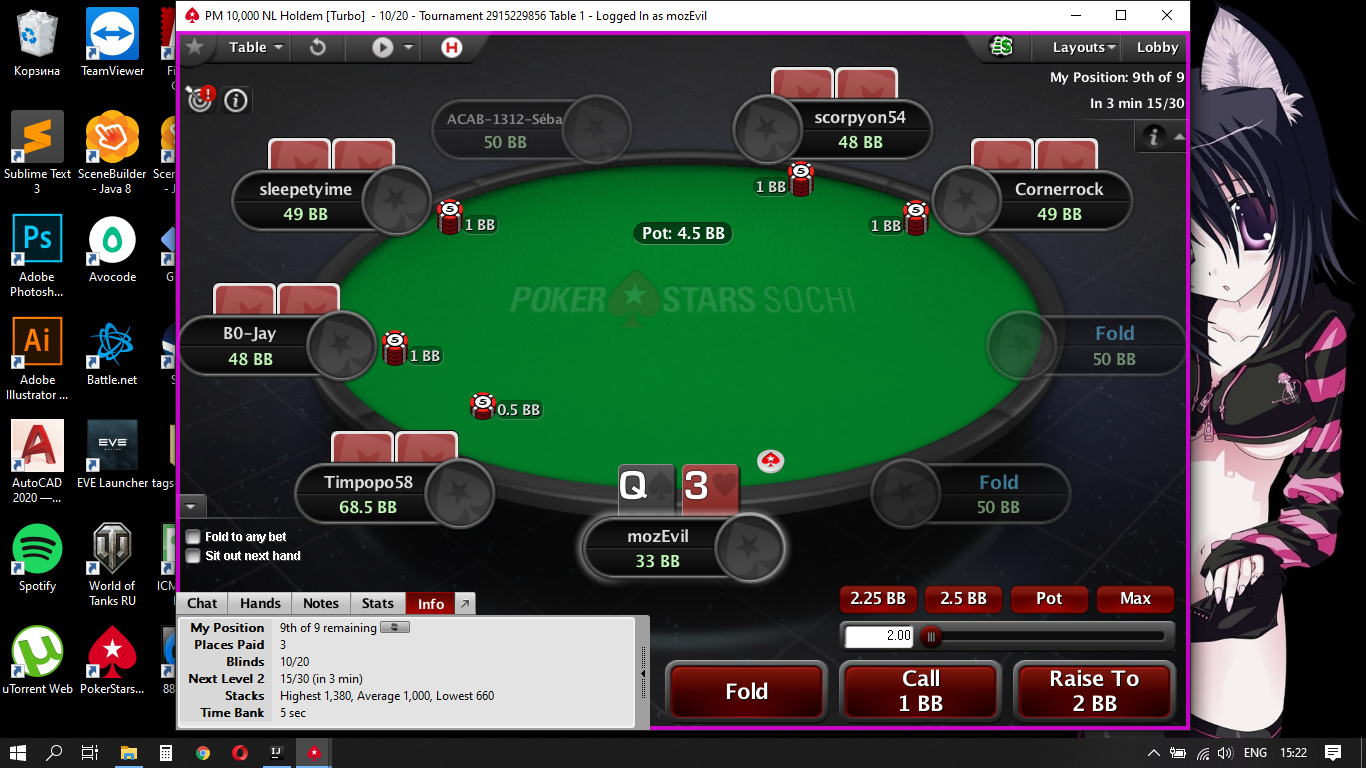 PM 10,000 NL Holdem [Turbo] - 10/20 - Tournament 2915229856 Table 1 - Logged In as mozEvil
Корзина
TeamViewer
Sublime Text 3
SceneBuilder - Java 8
Adobe Photosh...
Avocode
Adobe Illustrator ...
Battle.net
AutoCAD 2020 —...
EVE Launcher
tags
Spotify
World of Tanks RU
ICM
uTorrent Web
PokerStars...
88
Table
H
Layouts
Lobby
My Position: 9th of 9
In 3 min 15/30
ACAB-1312-Séba
50 BB
scorpyon54
48 BB
sleepetyime
49 BB
Cornerrock
49 BB
1 BB
1 BB
1 BB
Pot: 4.5 BB
POKER STARS SOCHI
B0-Jay
48 BB
1 BB
Fold
50 BB
0.5 BB
Timpopo58
68.5 BB
Q 3
Fold
50 BB
mozEvil
33 BB
Fold to any bet
Sit out next hand
Chat Hands Notes Stats Info
My Position 9th of 9 remaining
Places Paid 3
Blinds 10/20
Next Level 2 15/30 (in 3 min)
Stacks Highest 1,380, Average 1,000, Lowest 660
Time Bank 5 sec
2.25 BB 2.5 BB Pot Max
2.00
Fold
Call
1 BB
Raise To
2 BB
ENG 15:22